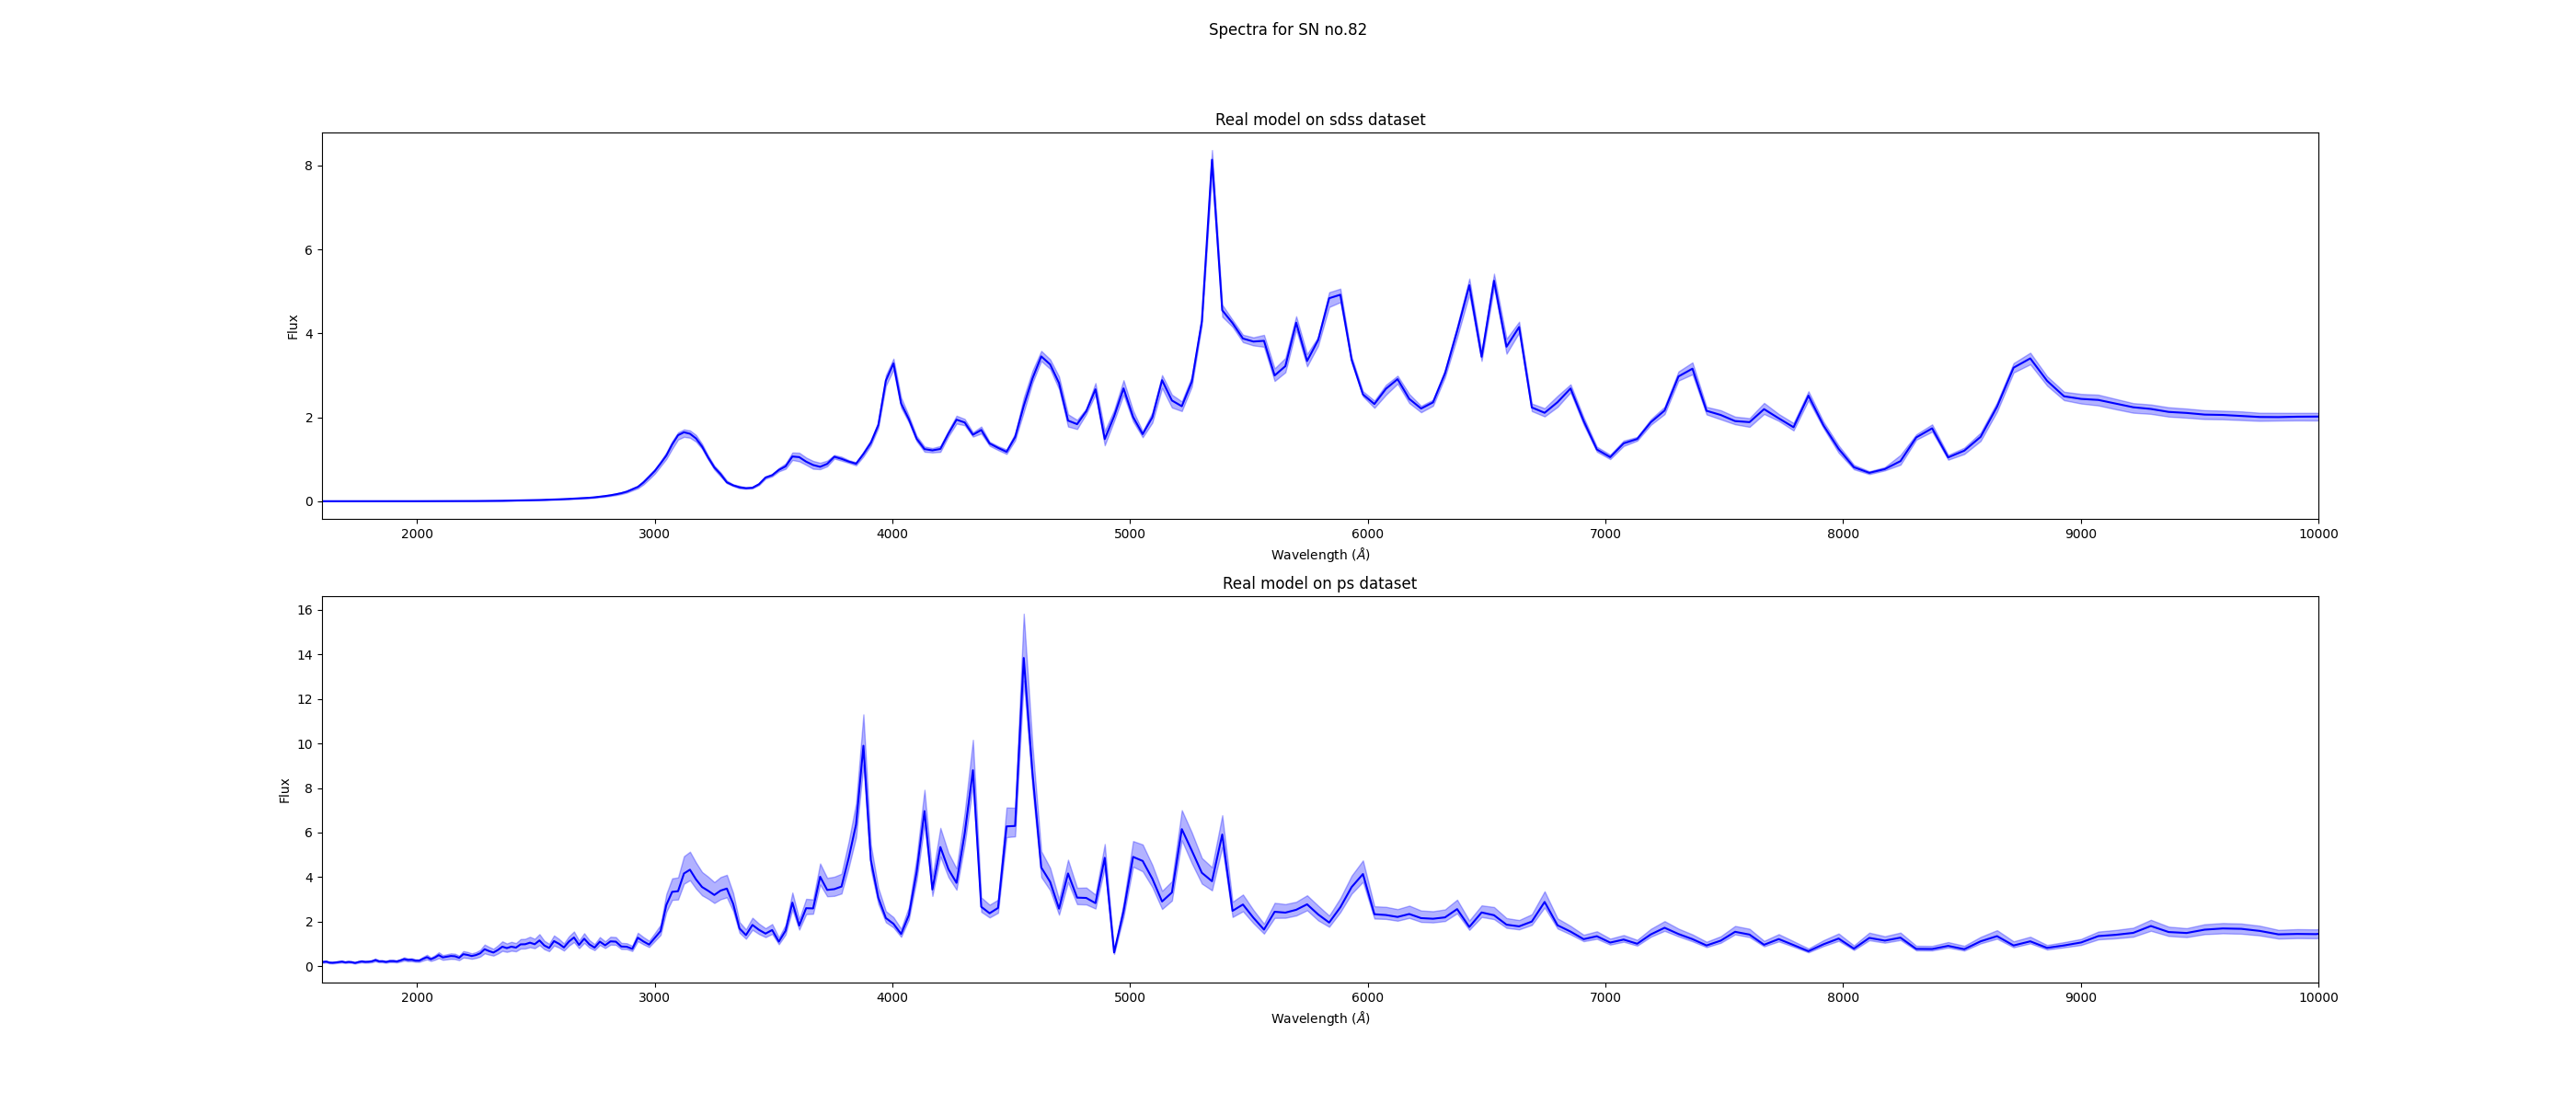 Spectra for SN no.82
Real model on sdss dataset
8
6
4
2
0
Flux
2000 3000 4000 5000 6000 7000 8000 9000 10000
Wavelength (Å)
Real model on ps dataset
16
14
12
10
8
6
4
2
0
Flux
2000 3000 4000 5000 6000 7000 8000 9000 10000
Wavelength (Å)